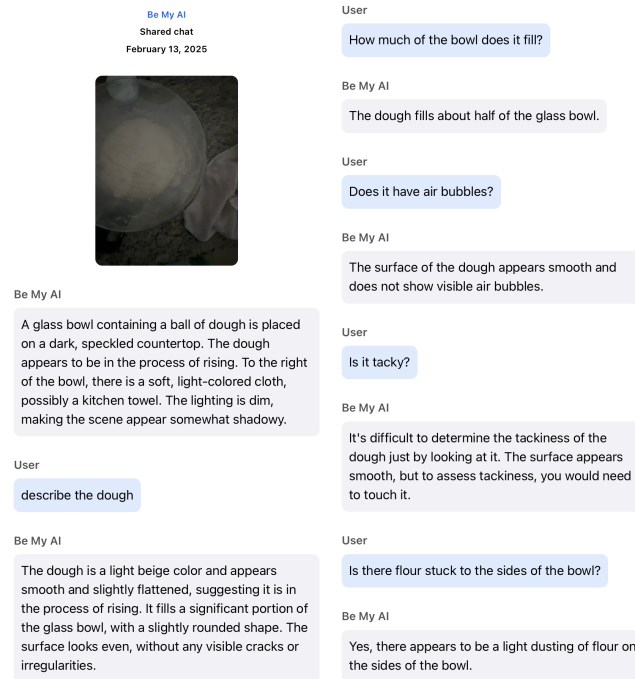 Be My AI
Shared chat
February 13, 2025
Be My AI
A glass bowl containing a ball of dough is placed
on a dark, speckled countertop. The dough
appears to be in the process of rising. To the right
of the bowl, there is a soft, light-colored cloth,
possibly a kitchen towel. The lighting is dim,
making the scene appear somewhat shadowy.
User
describe the dough
Be My AI
The dough is a light beige color and appears
smooth and slightly flattened, suggesting it is in
the process of rising. It fills a significant portion of
the glass bowl, with a slightly rounded shape. The
surface looks even, without any visible cracks or
irregularities.
User
How much of the bowl does it fill?
Be My AI
The dough fills about half of the glass bowl.
User
Does it have air bubbles?
Be My AI
The surface of the dough appears smooth and
does not show visible air bubbles.
User
Is it tacky?
Be My AI
It's difficult to determine the tackiness of the
dough just by looking at it. The surface appears
smooth, but to assess tackiness, you would need
to touch it.
User
Is there flour stuck to the sides of the bowl?
Be My AI
Yes, there appears to be a light dusting of flour on
the sides of the bowl.